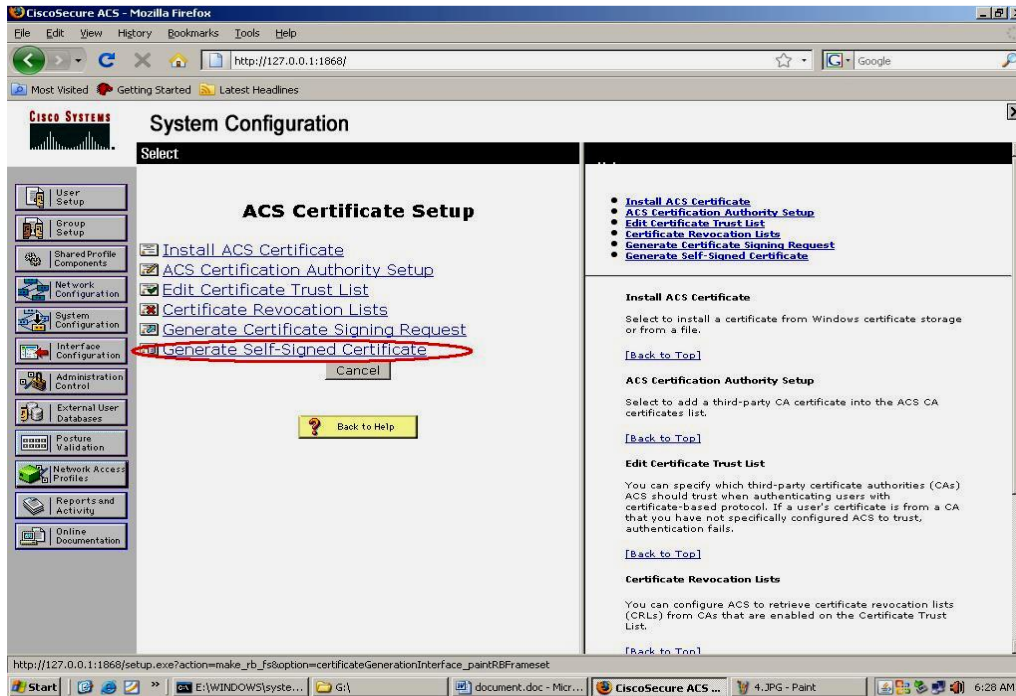 CiscoSecure ACS - Mozilla Firefox
File Edit View History Bookmarks Tools Help
http://127.0.0.1:1868/
Google
Most Visited Getting Started Latest Headlines
CISCO SYSTEMS
System Configuration
Select
User Setup
Group Setup
Shared Profile Components
Network Configuration
System Configuration
Interface Configuration
Administration Control
External User Databases
Posture Validation
Network Access Profiles
Reports and Activity
Online Documentation
ACS Certificate Setup
Install ACS Certificate
ACS Certification Authority Setup
Edit Certificate Trust List
Certificate Revocation Lists
Generate Certificate Signing Request
Generate Self-Signed Certificate
Cancel
Back to Help
Install ACS Certificate
ACS Certification Authority Setup
Edit Certificate Trust List
Certificate Revocation Lists
Generate Certificate Signing Request
Generate Self-Signed Certificate
Install ACS Certificate
Select to install a certificate from Windows certificate storage
or from a file.
[Back to Top]
ACS Certification Authority Setup
Select to add a third-party CA certificate into the ACS CA
certificates list.
[Back to Top]
Edit Certificate Trust List
You can specify which third-party certificate authorities (CAs)
ACS should trust when authenticating users with
certificate-based protocol. If a user's certificate is from a CA
that you have not specifically configured ACS to trust,
authentication fails.
[Back to Top]
Certificate Revocation Lists
You can configure ACS to retrieve certificate revocation lists
(CRLs) from CAs that are enabled on the Certificate Trust
List.
[Back to Top]
http://127.0.0.1:1868/setup.exe?action=make_rb_fs&option=certificateGenerationInterface_paintRBFrameset
Start E:\WINDOWS\syste... G:\ document.doc - Micr... CiscoSecure ACS ... 4.JPG - Paint 6:28 AM